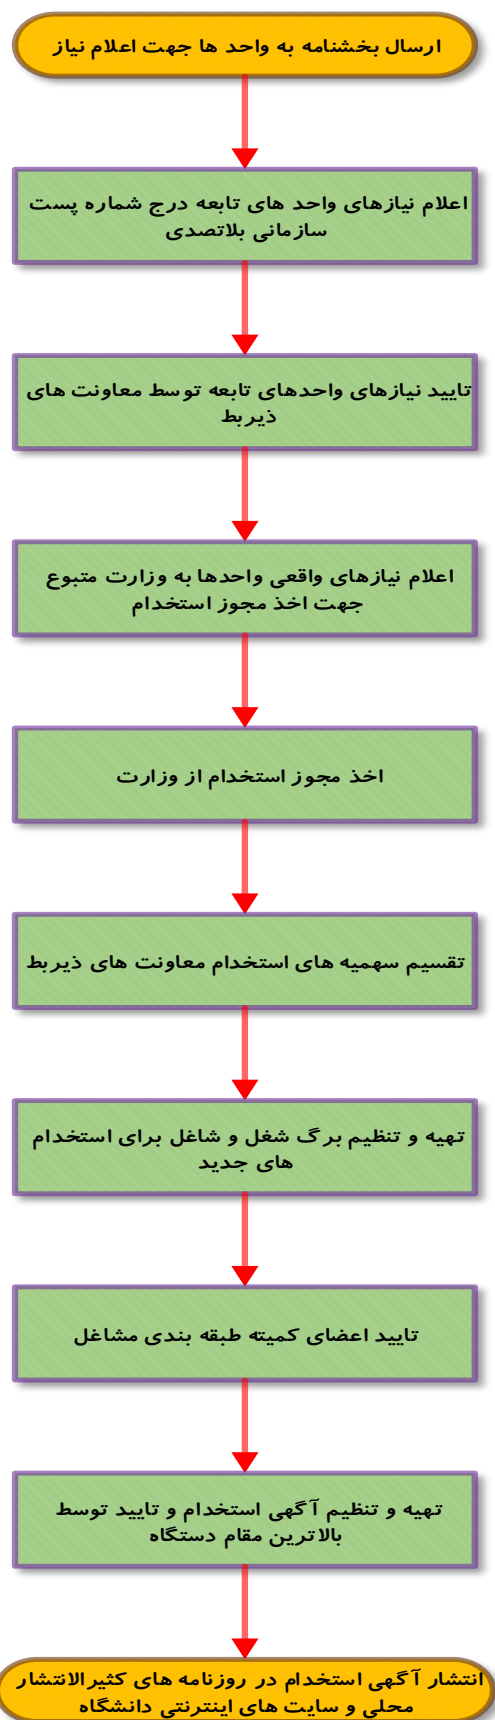 ارسال بخشنامه به واحد ها جهت اعلام نیاز
اعلام نیازهای واحد های تابعه درج شماره پست
سازمانی بلاتصدی
تایید نیازهای واحدهای تابعه توسط معاونت های
ذیربط
اعلام نیازهای واقعی واحدها به وزارت متبوع
جهت اخذ مجوز استخدام
اخذ مجوز استخدام از وزارت
تقسیم سهمیه های استخدام معاونت های ذیربط
تهیه و تنظیم برگ شغل و شاغل برای استخدام
های جدید
تایید اعضای کمیته طبقه بندی مشاغل
تهیه و تنظیم آگهی استخدام و تایید توسط
بالاترین مقام دستگاه
انتشار آگهی استخدام در روزنامه های کثیرالانتشار
محلی و سایت های اینترنتی دانشگاه